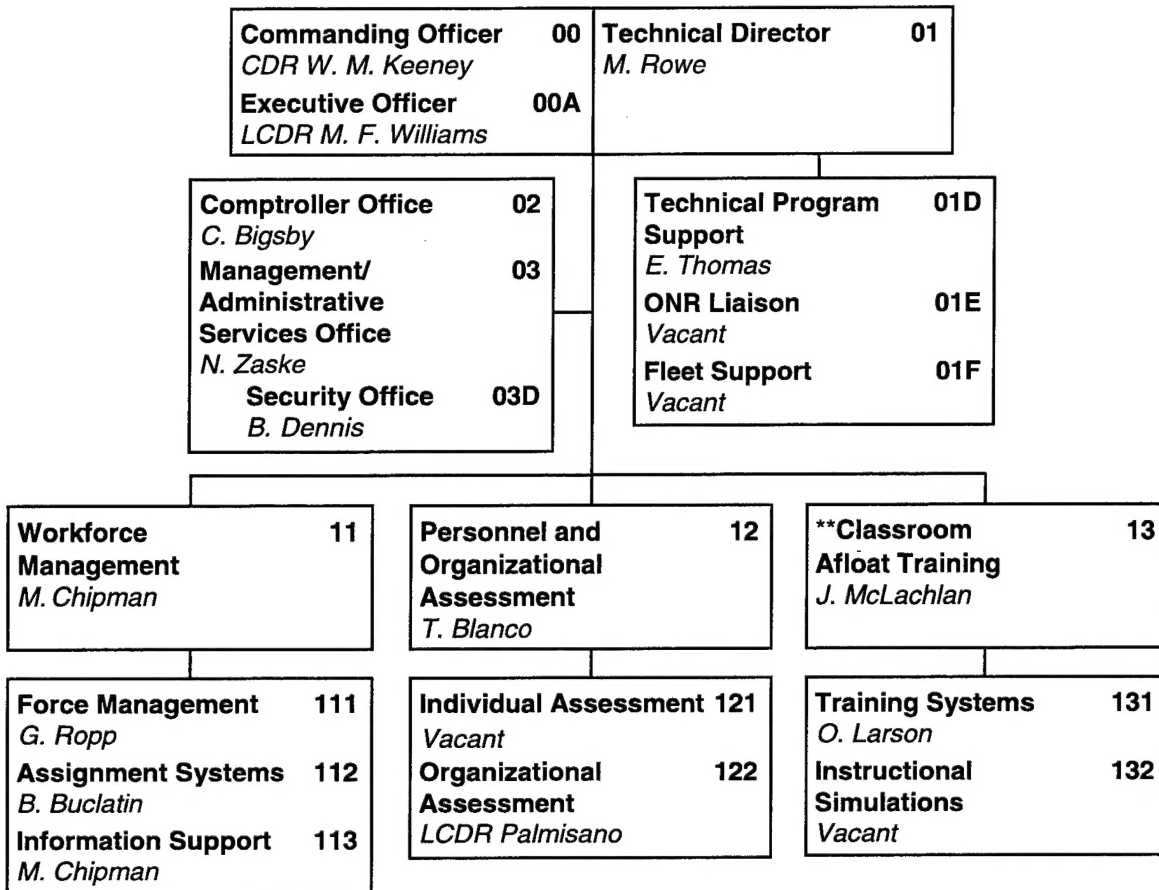 Commanding Officer 00
CDR W. M. Keeney
Executive Officer 00A
LCDR M. F. Williams
Technical Director 01
M. Rowe
Comptroller Office 02
C. Bigsby
Management/ 03
Administrative
Services Office
N. Zaske
Security Office 03D
B. Dennis
Technical Program 01D
Support
E. Thomas
ONR Liaison 01E
Vacant
Fleet Support 01F
Vacant
Workforce 11
Management
M. Chipman
Personnel and 12
Organizational
Assessment
T. Blanco
**Classroom 13
Afloat Training
J. McLachlan
Force Management 111
G. Ropp
Assignment Systems 112
B. Buclatin
Information Support 113
M. Chipman
Individual Assessment 121
Vacant
Organizational 122
Assessment
LCDR Palmisano
Training Systems 131
O. Larson
Instructional 132
Simulations
Vacant